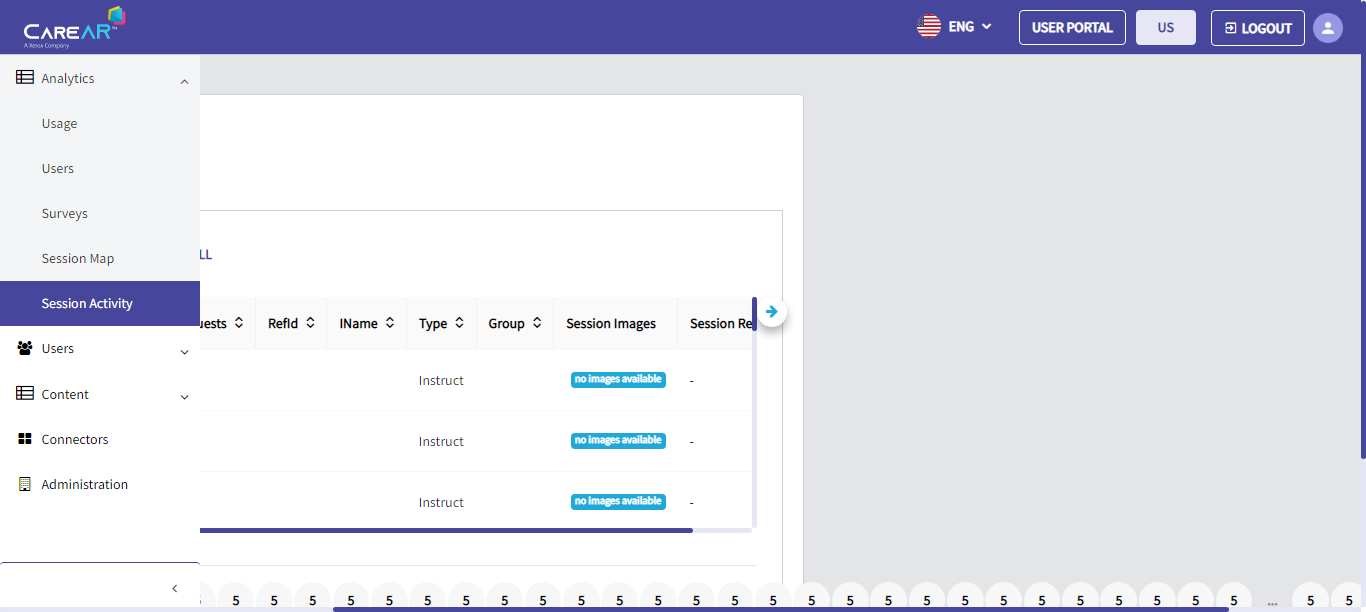 CAREAR™
A Xerox Company
ENG
USER PORTAL
US
LOGOUT
Analytics
Usage
Users
Surveys
Session Map
Session Activity
Users
Content
Connectors
Administration
LL
uests
RefId
IName
Type
Group
Session Images
Session Re
Instruct
no images available
-
Instruct
no images available
-
Instruct
no images available
-
5 5 5 5 5 5 5 5 5 5 5 5 5 5 5 5 5 5 5 5 5 5 5 5 5 5 5 ... 5 5